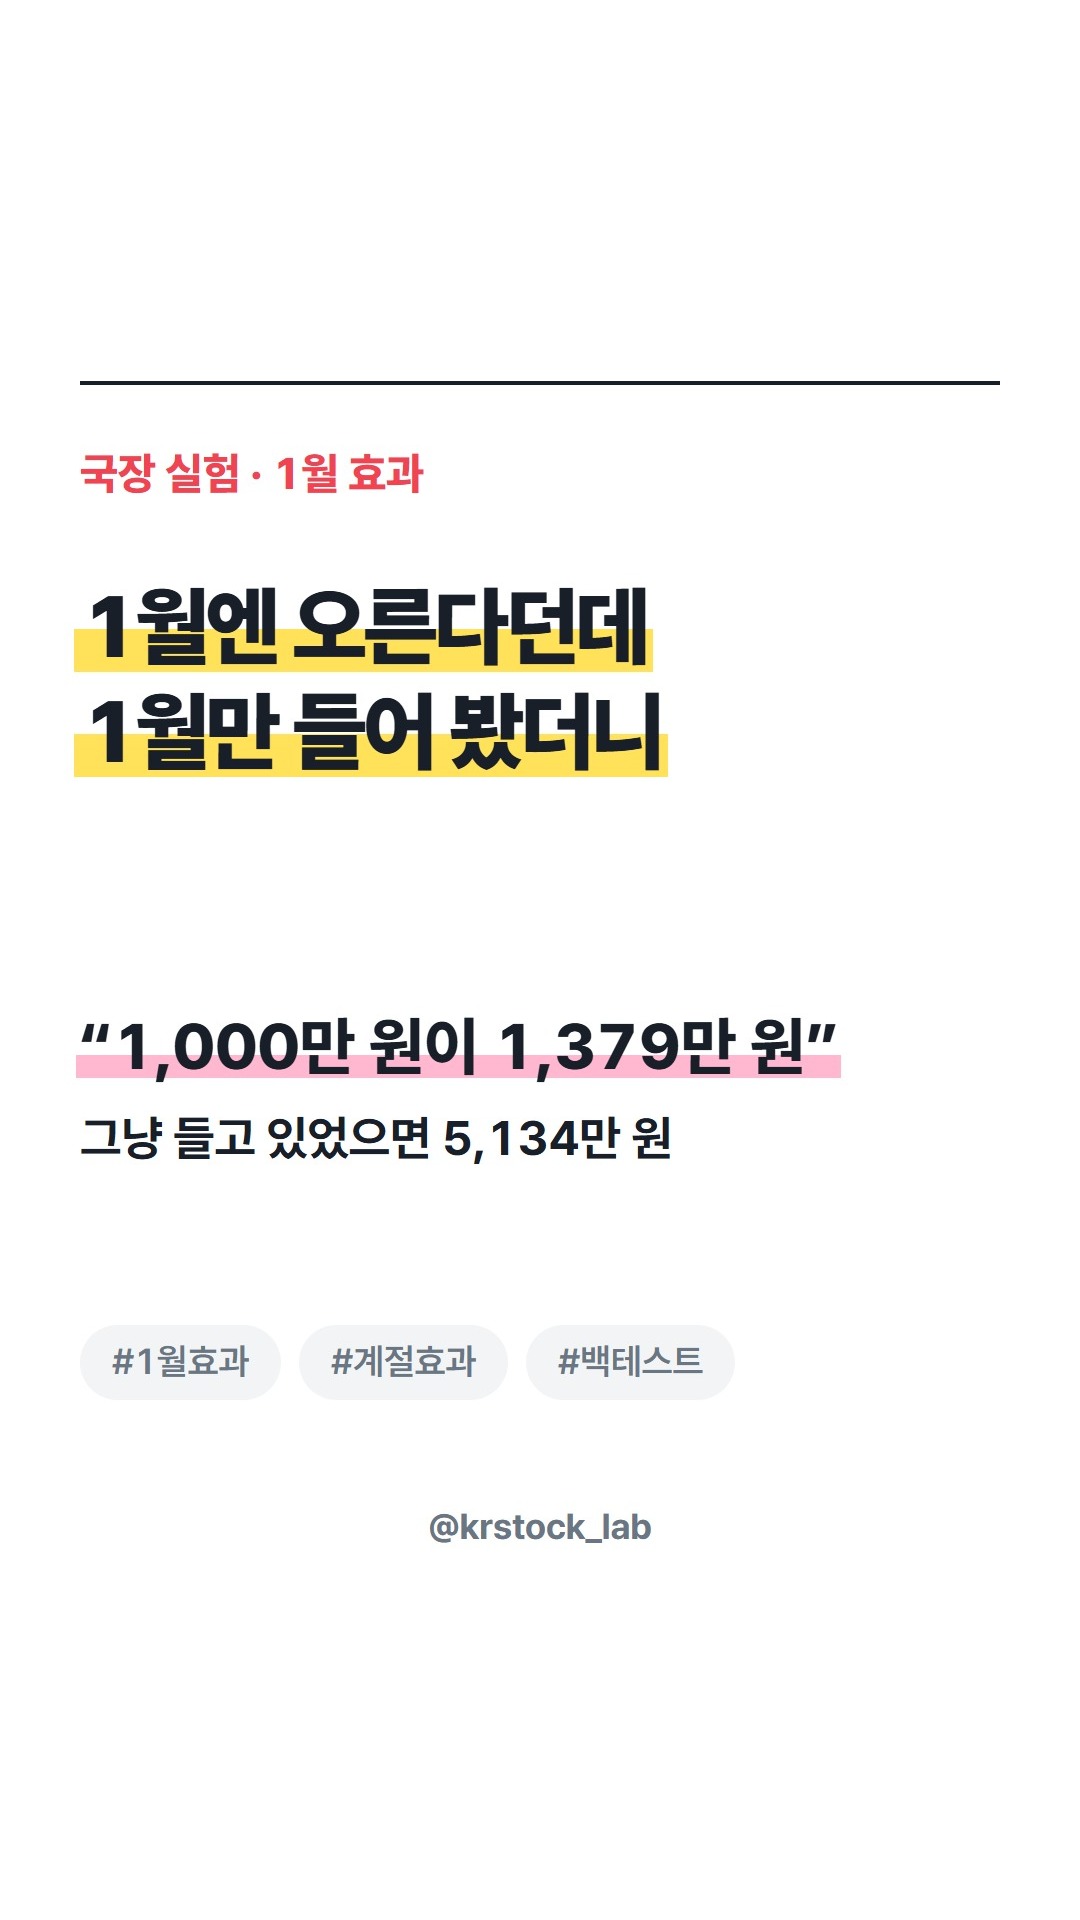 국장 실험 · 1월 효과
1월엔 오른다던데
1월만 들어 봤더니
“1,000만 원이 1,379만 원”
그냥 들고 있었으면 5,134만 원
#1월효과 #계절효과 #백테스트
@krstock_lab